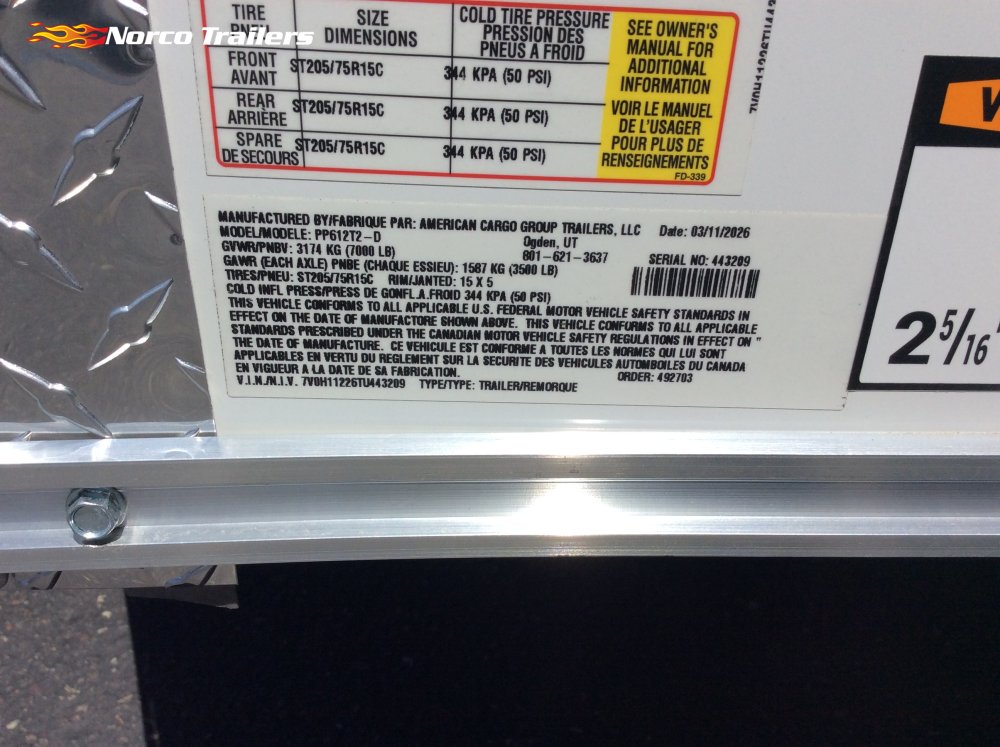 Norco Trailers
TIRE SIZE COLD TIRE PRESSURE
PNEU DIMENSIONS PRESSION DES
PNEUS A FROID
FRONT
AVANT ST205/75R15C 344 KPA (50 PSI)
REAR
ARRIÈRE ST205/75R15C 344 KPA (50 PSI)
SPARE
DE SECOURS ST205/75R15C 344 KPA (50 PSI)
SEE OWNER'S
MANUAL FOR
ADDITIONAL
INFORMATION
VOIR LE MANUEL
DE L'USAGER
POUR PLUS DE
RENSEIGNEMENTS
FD-339
MANUFACTURED BY/FABRIQUE PAR: AMERICAN CARGO GROUP TRAILERS, LLC Date: 03/11/2026
MODEL/MODELE: PP612T2-D Ogden, UT
GVWR/PNBV: 3174 KG (7000 LB) 801-621-3637 SERIAL NO: 443209
GAWR (EACH AXLE) PNBE (CHAQUE ESSIEU): 1587 KG (3500 LB)
TIRES/PNEU: ST205/75R15C RIM/JANTED: 15 X 5
COLD INFL PRESS/PRESS DE GONFL.A.FROID 344 KPA (50 PSI)
THIS VEHICLE CONFORMS TO ALL APPLICABLE U.S. FEDERAL MOTOR VEHICLE SAFETY STANDARDS IN
EFFECT ON THE DATE OF MANUFACTORE SHOWN ABOVE. THIS VEHICLE CONFORMS TO ALL APPLICABLE
STANDARDS PRESCRIBED UNDER THE CANADIAN MOTOR VEHICLE SAFETY REGULATIONS IN EFFECT ON "
THE DATE OF MANUFACTURE. CE VEHICULE EST CONFORME A TOUTES LES NORMES QUI LUI SONT
APPLICABLES EN VERTU DU REGLEMENT SUR LA SECURITE DES VEHICULES AUTOMBOILES DU CANADA
EN VIGUEUR A LA DATE DE SA FABRICATION. ORDER: 492703
V.I.N./N.I.V. 7V0H11226TU443209 TYPE/TYPE: TRAILER/REMORQUE
2 5/16